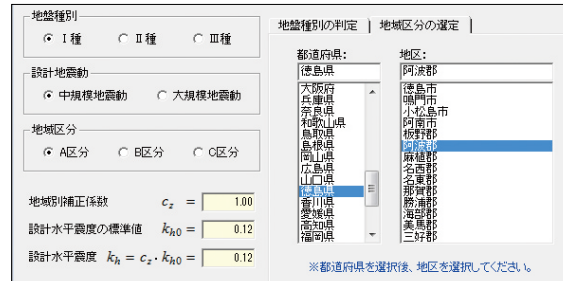 地盤種別
Ⅰ種 Ⅱ種 Ⅲ種
設計地震動
中規模地震動 大規模地震動
地域区分
A区分 B区分 C区分
地域別補正係数 cz = 1.00
設計水平震度の標準値 kh0 = 0.12
設計水平震度 kh = cz・kh0 = 0.12
地盤種別の判定 地域区分の選定
都道府県:
徳島県
大阪府
兵庫県
奈良県
和歌山県
鳥取県
島根県
岡山県
広島県
山口県
徳島県
香川県
愛媛県
高知県
福岡県
地区:
阿波郡
徳島市
鳴門市
小松島市
阿南市
板野郡
阿波郡
麻植郡
名西郡
名東郡
那賀郡
勝浦郡
海部郡
美馬郡
三好郡
※都道府県を選択後、地区を選択してください。